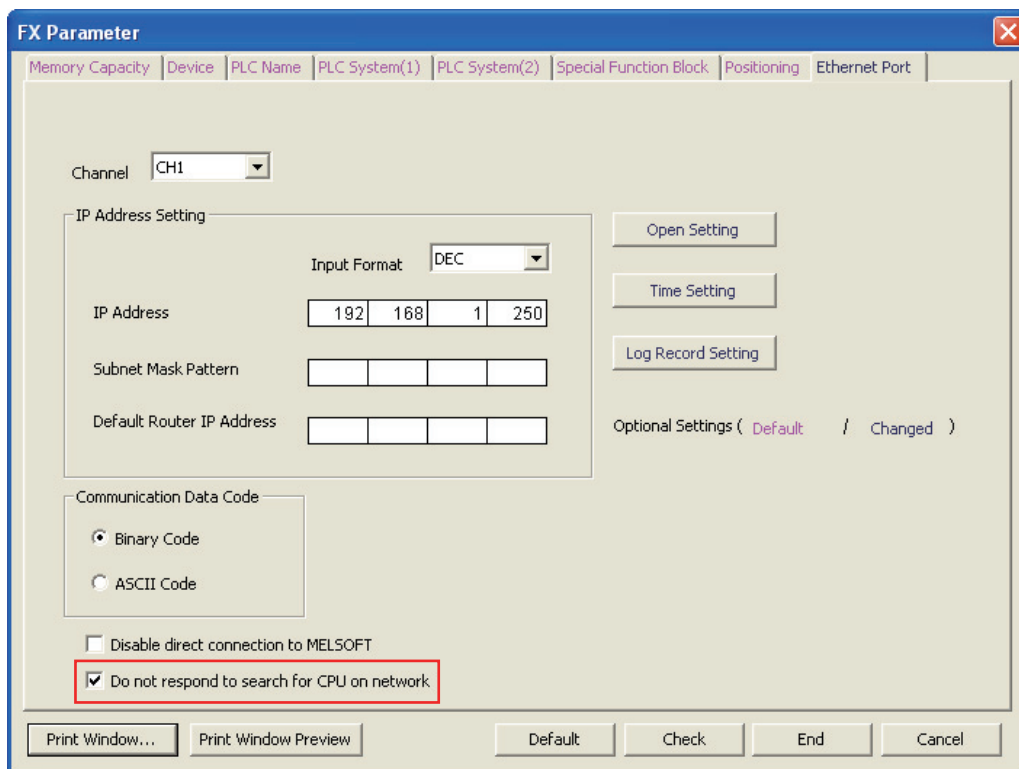 FX Parameter
Memory Capacity Device PLC Name PLC System(1) PLC System(2) Special Function Block Positioning Ethernet Port
Channel CH1
IP Address Setting
Input Format DEC
Open Setting
IP Address 192 168 1 250
Time Setting
Subnet Mask Pattern
Log Record Setting
Default Router IP Address
Optional Settings ( Default / Changed )
Communication Data Code
Binary Code
ASCII Code
Disable direct connection to MELSOFT
Do not respond to search for CPU on network
Print Window... Print Window Preview Default Check End Cancel